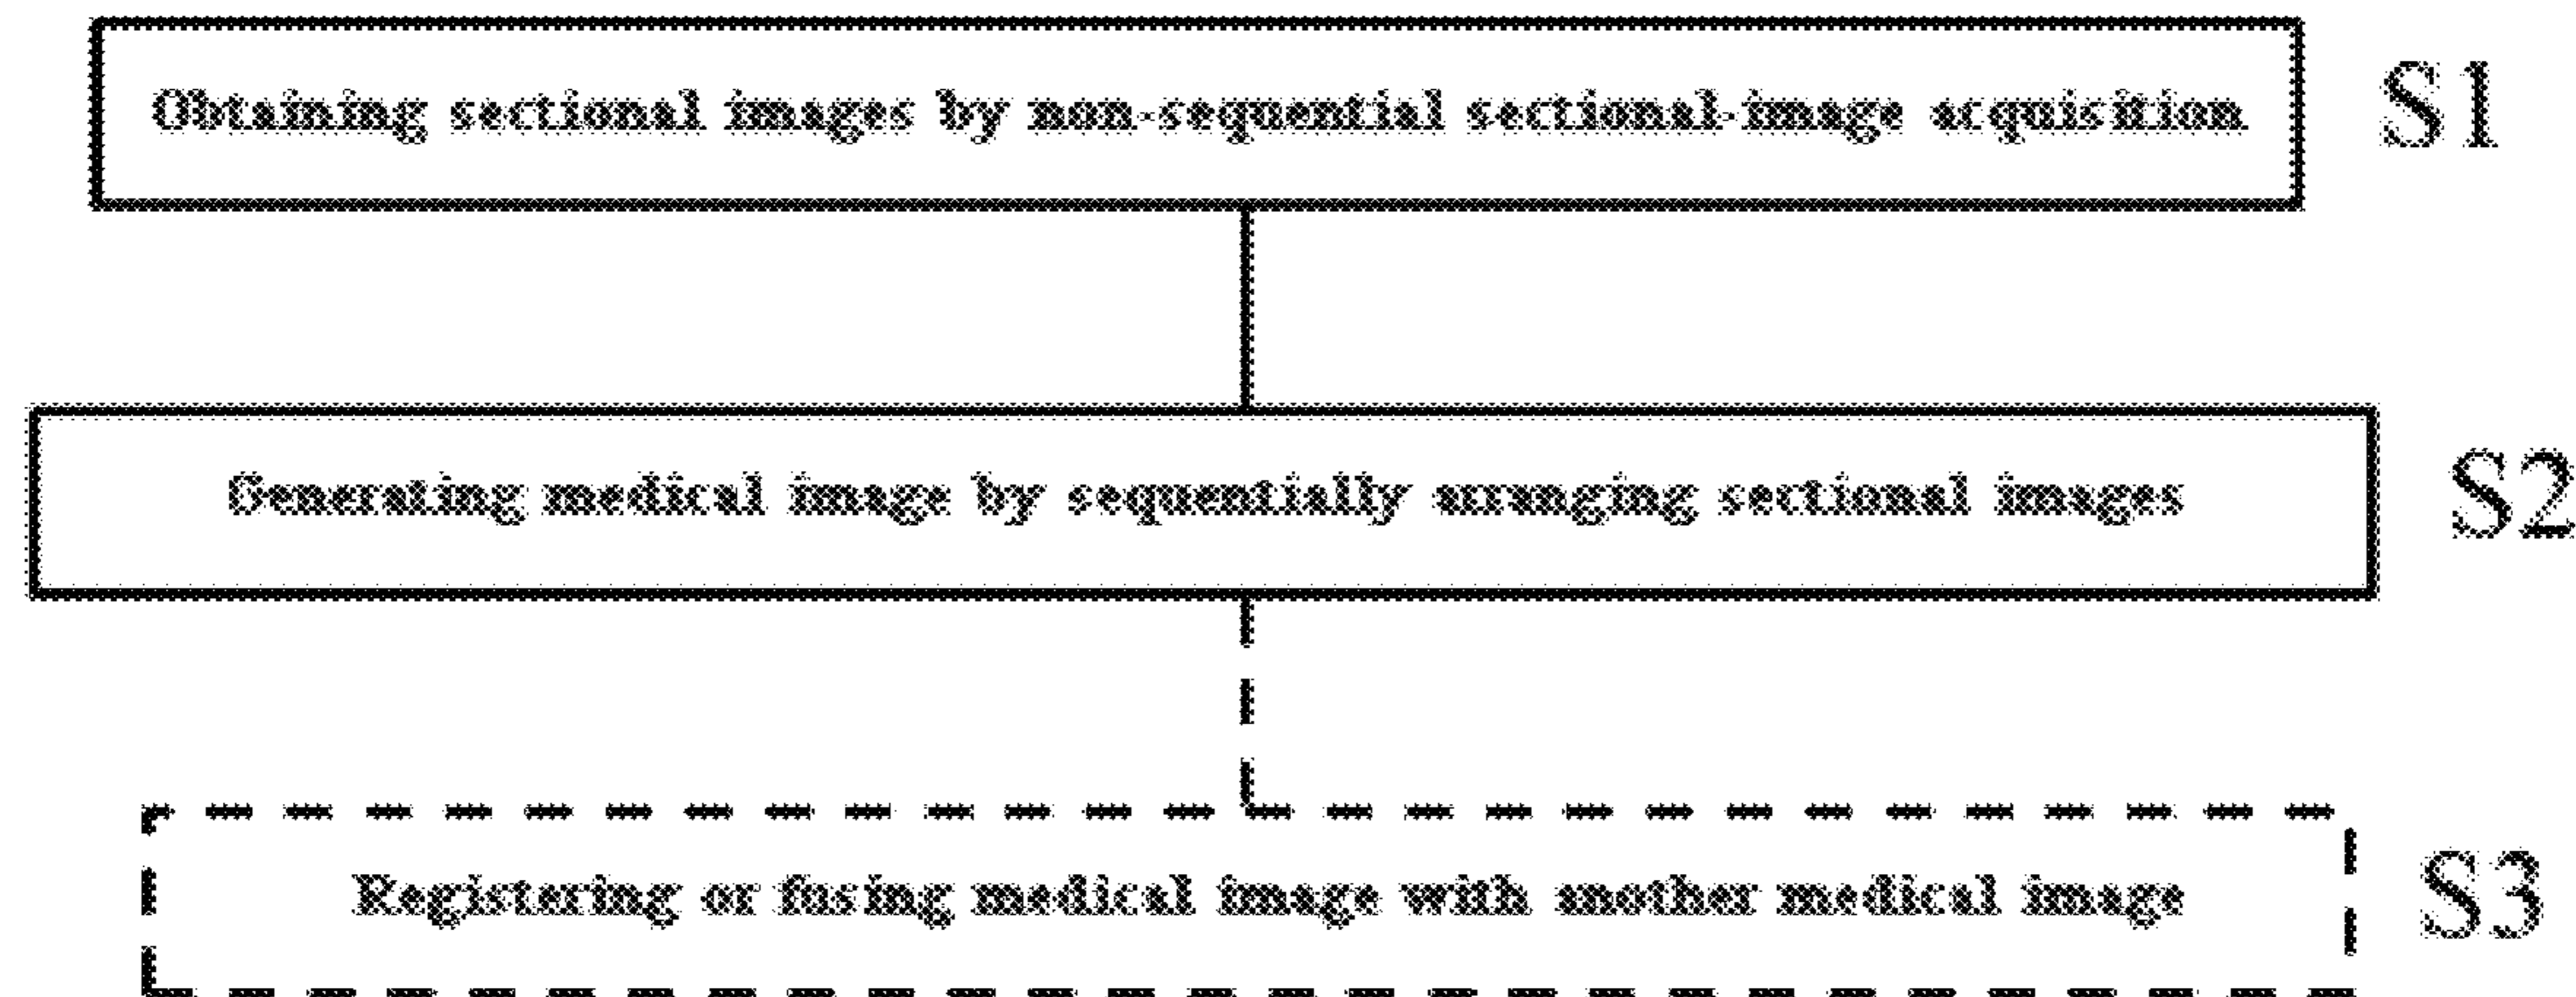 Obtaining sectional images by non-sequential sectional-image acquisition S1
Generating medical image by sequentially arranging sectional images S2
Registering or fusing medical image with another medical image S3